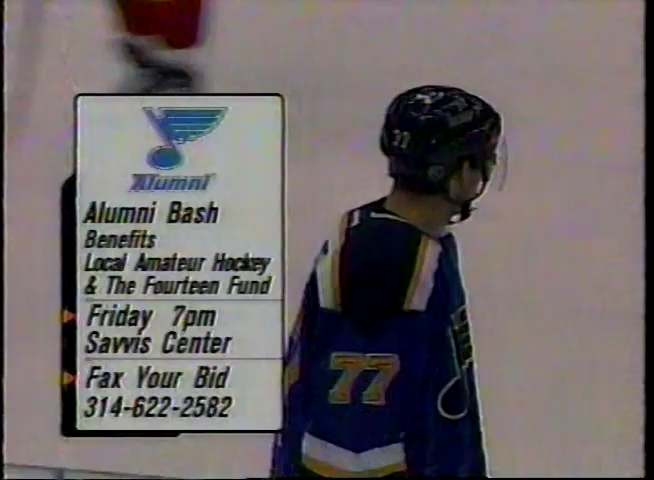 Alumni
Alumni Bash
Benefits
Local Amateur Hockey
& The Fourteen Fund
Friday 7pm
Savvis Center
Fax Your Bid
314-622-2582
77
77